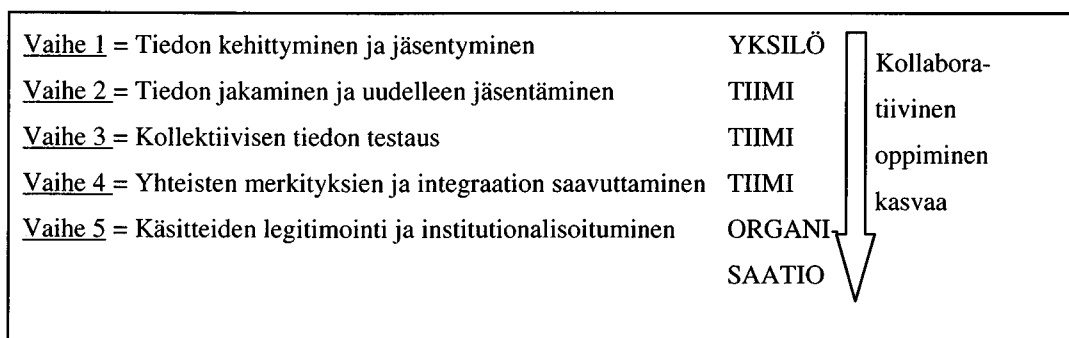 Vaihe 1 = Tiedon kehittyminen ja jäsentyminen YKSILÖ
Vaihe 2 = Tiedon jakaminen ja uudelleen jäsentäminen TIIMI
Vaihe 3 = Kollektiivisen tiedon testaus TIIMI
Vaihe 4 = Yhteisten merkityksien ja integraation saavuttaminen TIIMI
Vaihe 5 = Käsitteiden legitimointi ja institutionalisoituminen ORGANI-
SAATIO
Kollabora-
tiivinen
oppiminen
kasvaa